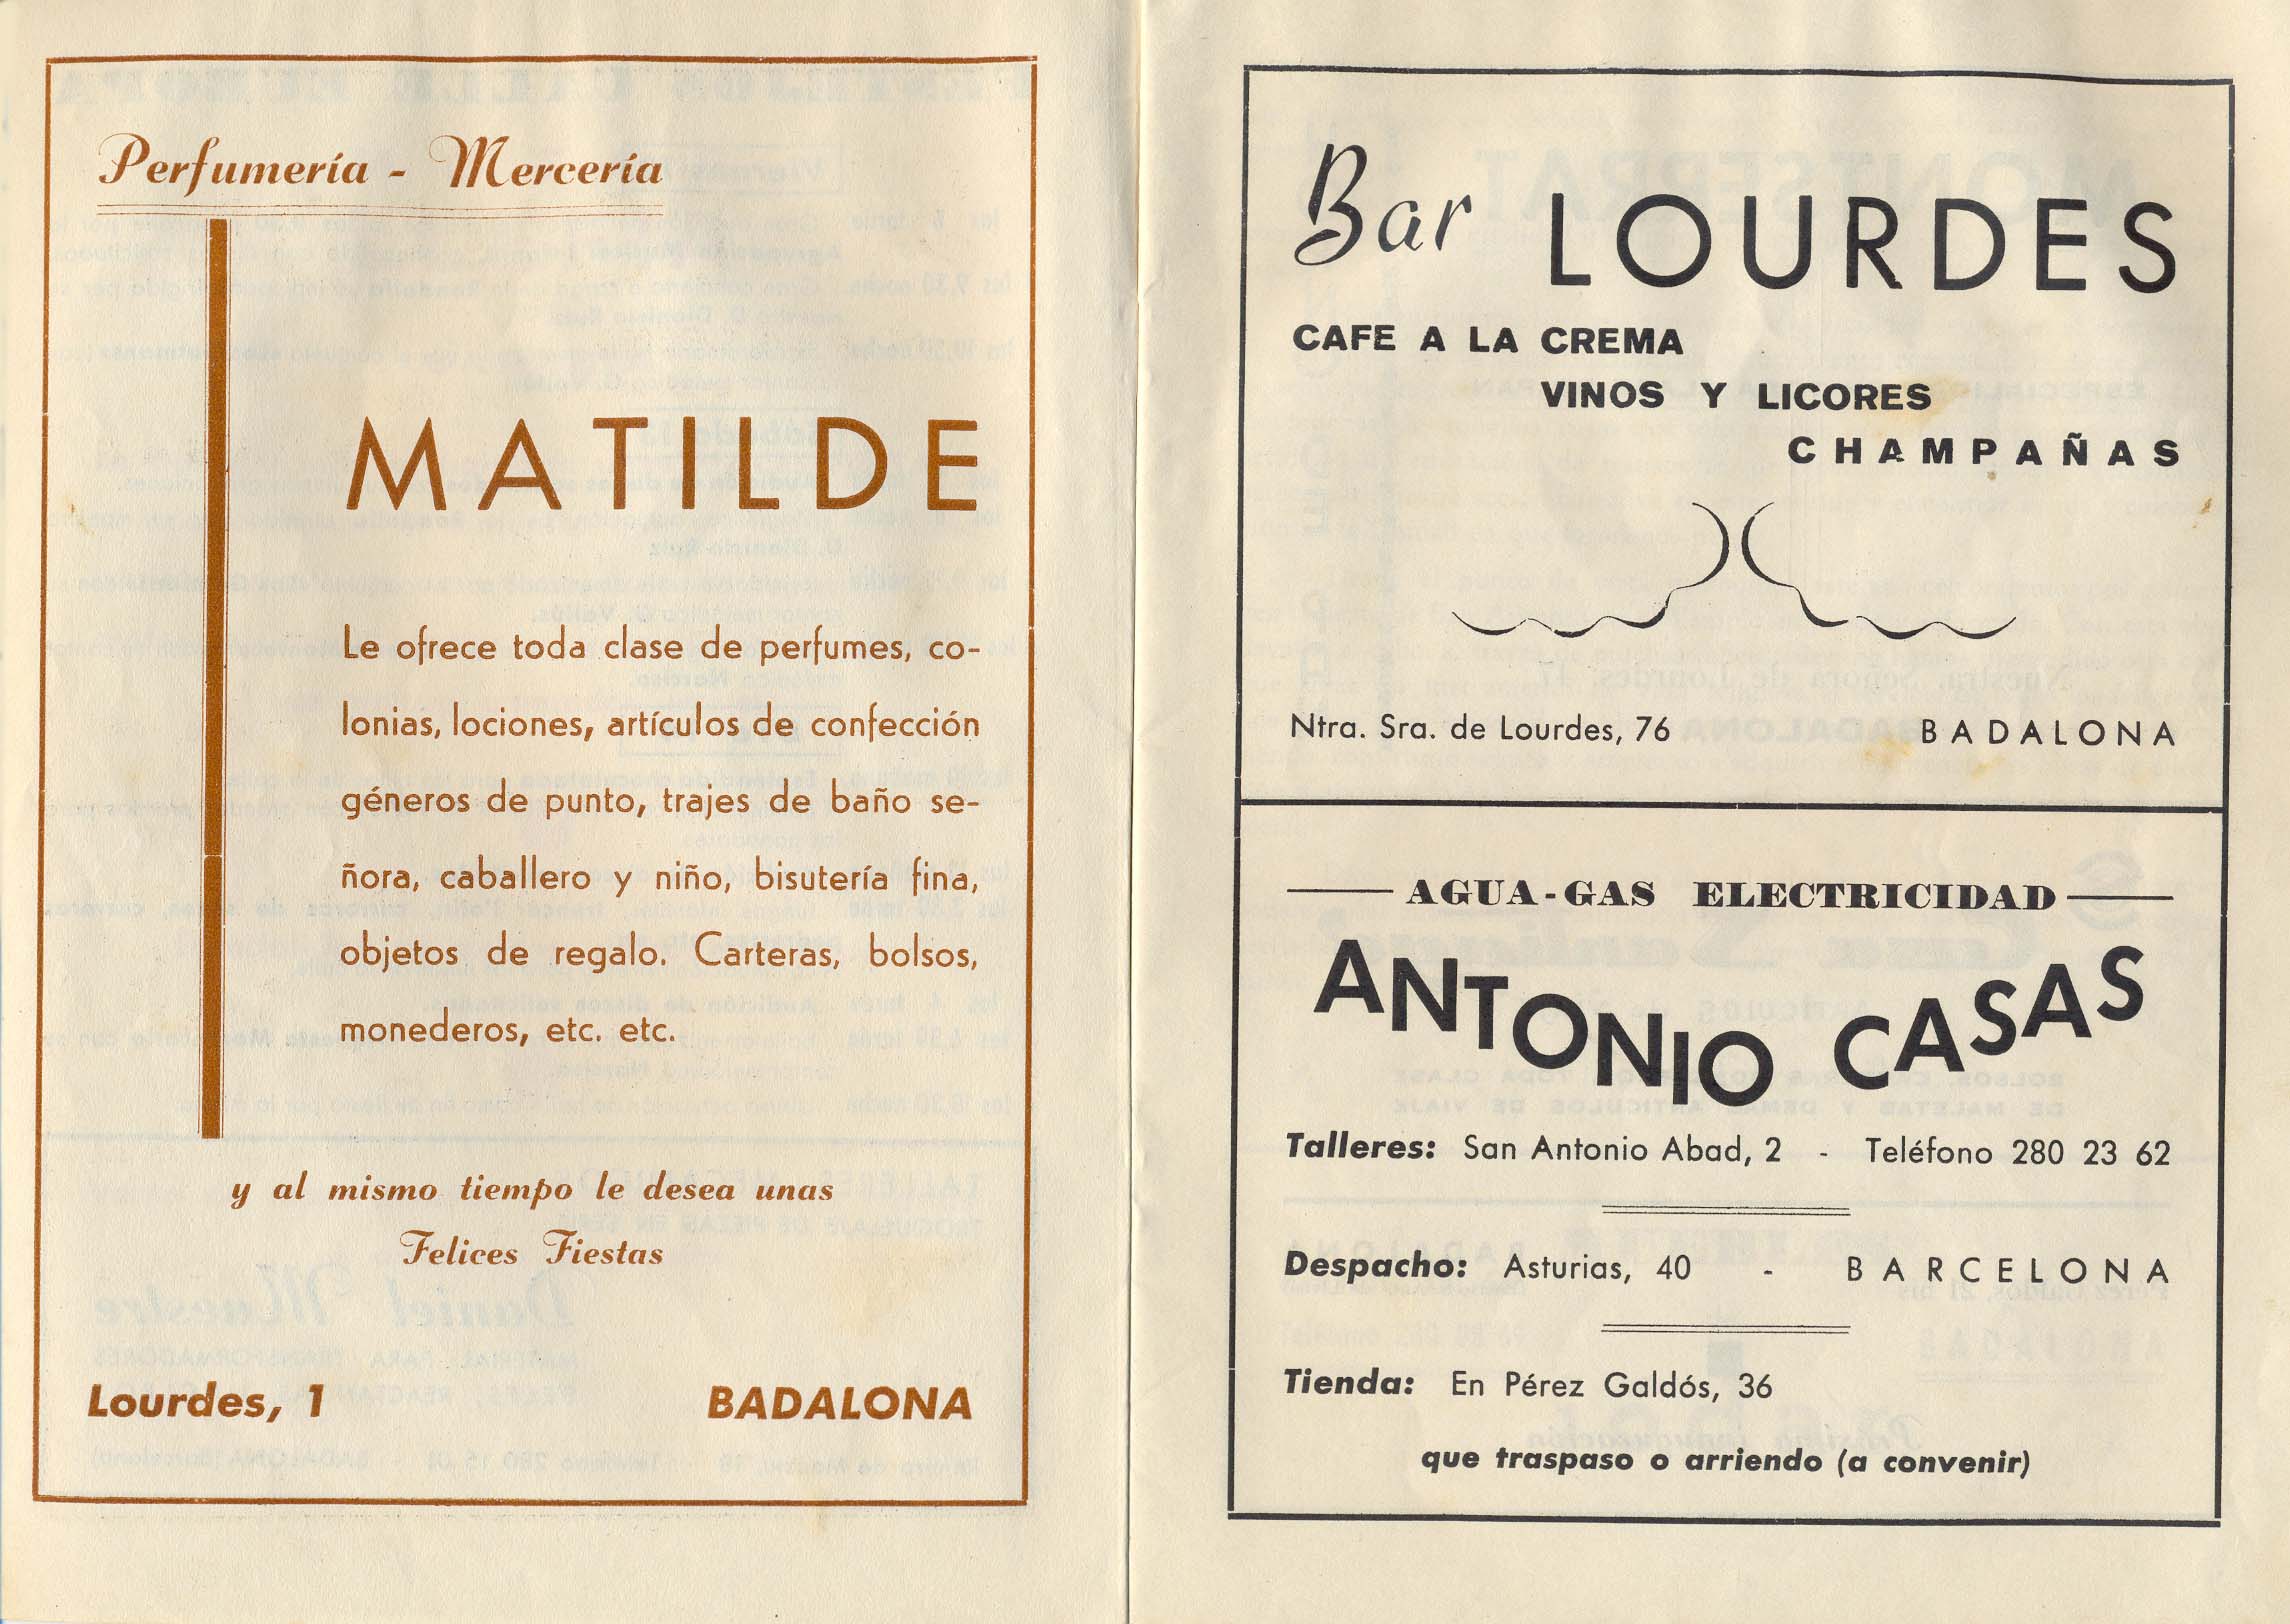 Perfumería - Mercería
MATILDE
Le ofrece toda clase de perfumes, co-
lonias, lociones, artículos de confección
géneros de punto, trajes de baño se-
ñora, caballero y niño, bisutería fina,
objetos de regalo. Carteras, bolsos,
monederos, etc. etc.
y al mismo tiempo le desea unas
Felices Fiestas
Lourdes, 1 BADALONA
Bar LOURDES
CAFE A LA CREMA
VINOS Y LICORES
CHAMPAÑAS
Ntra. Sra. de Lourdes, 76 BADALONA
AGUA-GAS ELECTRICIDAD
ANTONIO CASAS
Talleres: San Antonio Abad, 2 - Teléfono 280 23 62
Despacho: Asturias, 40 - BARCELONA
Tienda: En Pérez Galdós, 36
que traspaso o arriendo (a convenir)